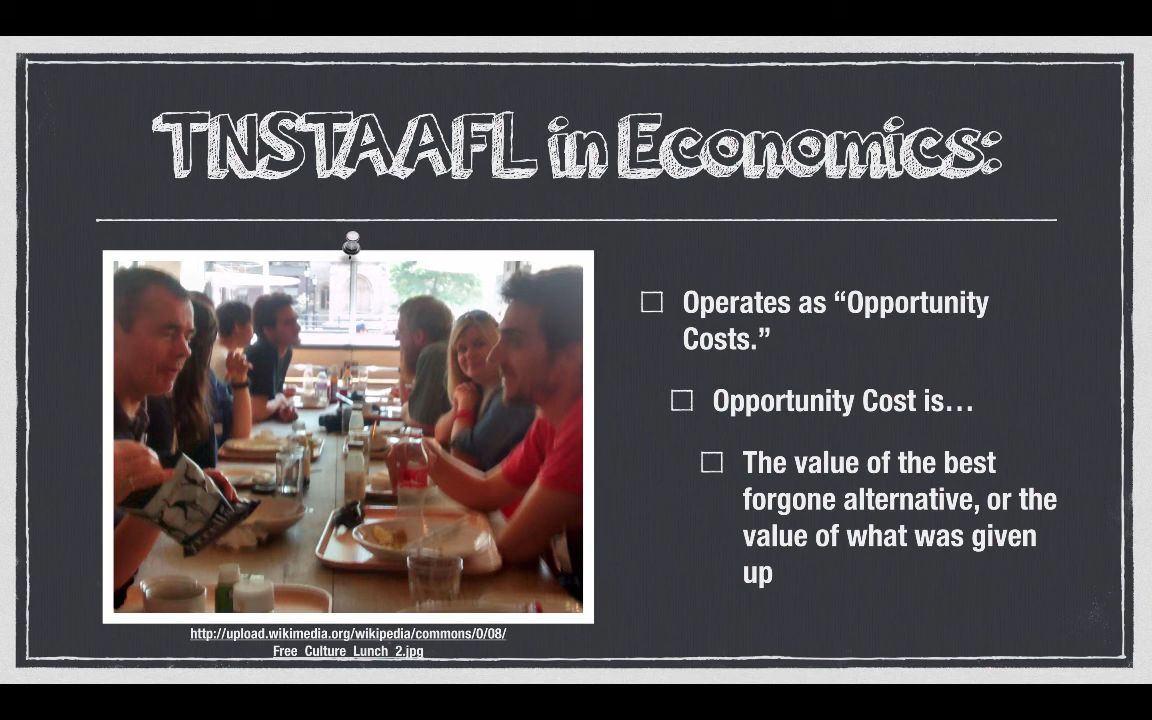 TNSTAAFL in Economics:
Operates as “Opportunity
Costs.”
Opportunity Cost is…
The value of the best
forgone alternative, or the
value of what was given
up
http://upload.wikimedia.org/wikipedia/commons/0/08/
Free_Culture_Lunch_2.jpg